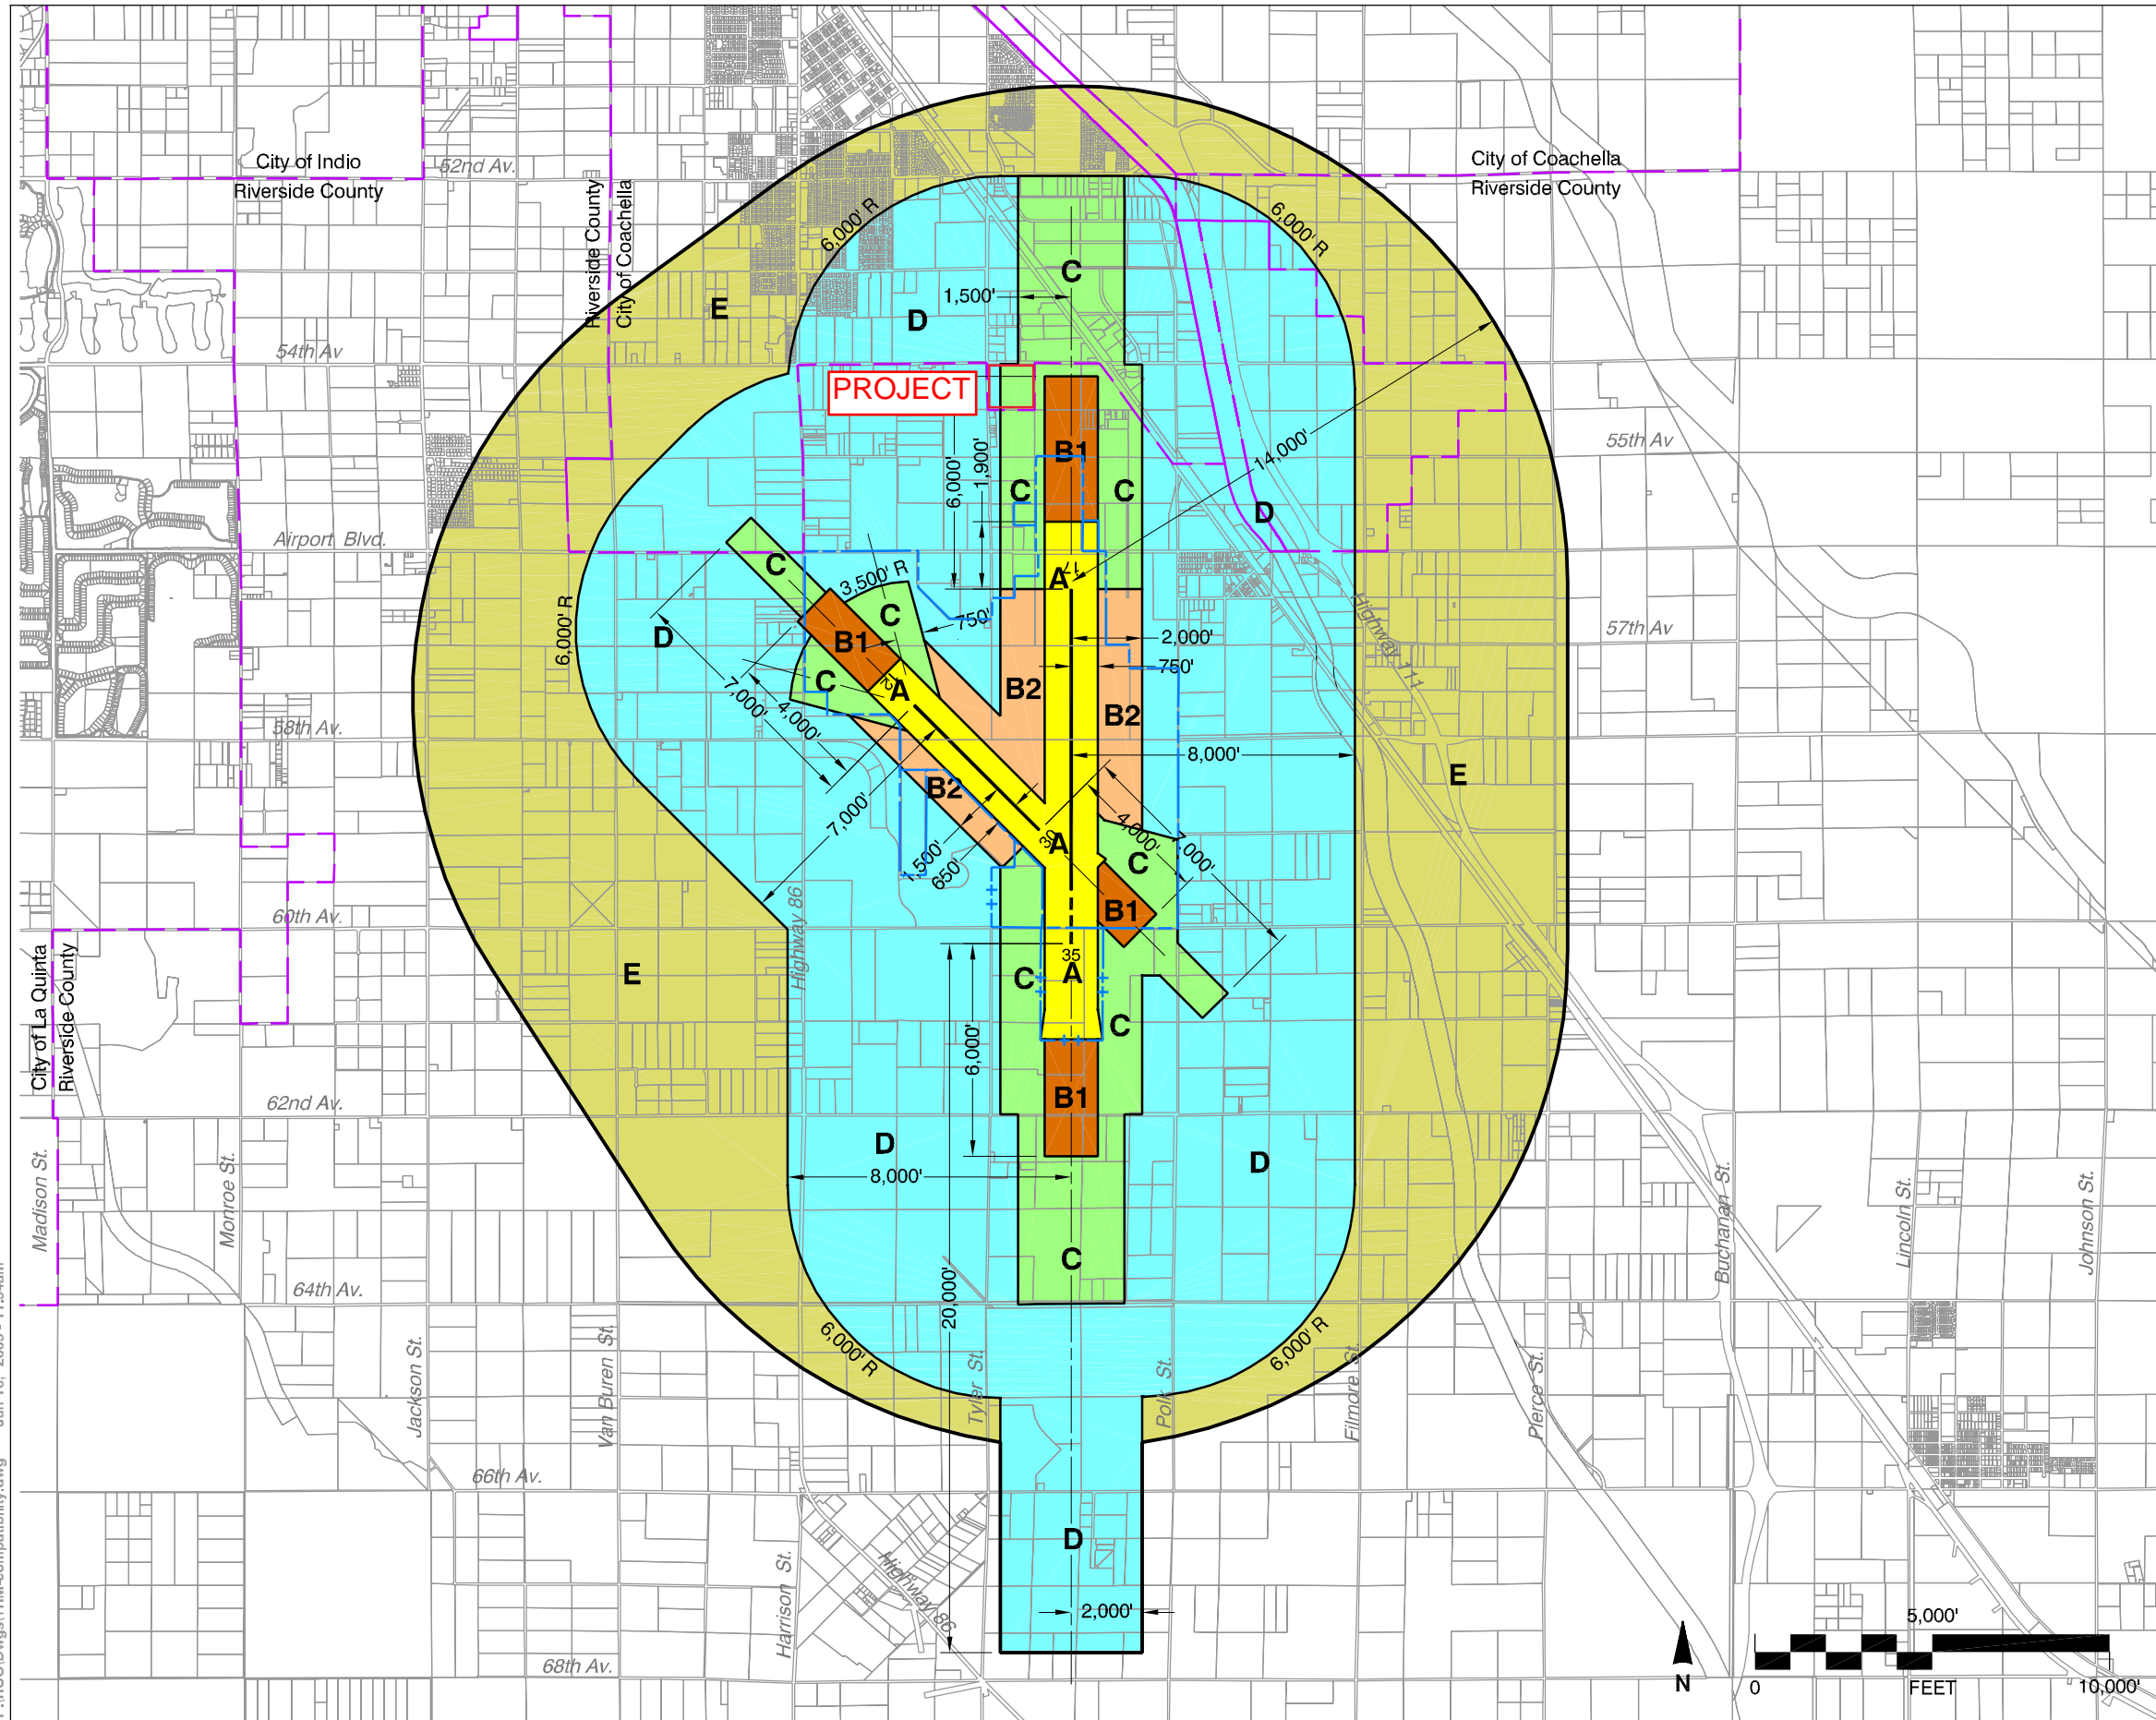 City of Indio
Riverside County
52nd Av.
Riverside County
City of Coachella
City of Coachella
Riverside County
6,000' R
6,000' R
C
1,500'
E
D
54th Av
PROJECT
14,000'
55th Av
B1
6,000'
1,900'
C
C
D
Airport Blvd.
C
3,500' R
A
17
C
750'
Highway 111
57th Av
6,000' R
D
B1
2,000'
750'
C
12
A
B2
B2
7,000'
4,000'
58th Av.
8,000'
E
B2
7,000'
1,500'
650'
30
A
4,000'
7,000'
C
B1
60th Av.
Highway 86
City of La Quinta
Riverside County
E
35
A
C
C
6,000'
B1
62nd Av.
D
D
8,000'
Madison St.
Monroe St.
Buchanan St.
Lincoln St.
Johnson St.
C
64th Av.
20,000'
6,000' R
6,000' R
Jackson St.
Van Buren St.
Tyler St.
Polk St.
Filmore St.
Pierce St.
66th Av.
D
Harrison St.
Highway 86
2,000'
68th Av.
N
5,000'
0
FEET
10,000'